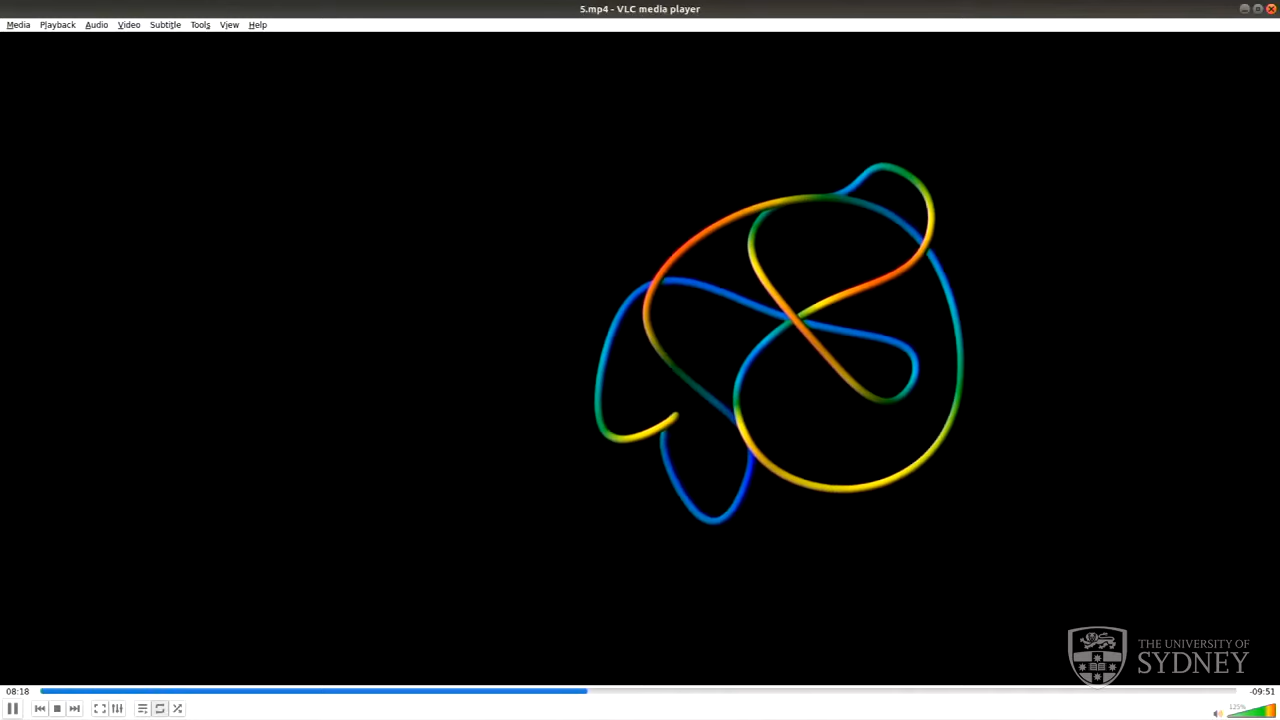 5.mp4 - VLC media player
Media Playback Audio Video Subtitle Tools View Help
THE UNIVERSITY OF
SYDNEY
08:18
-09:51
125%